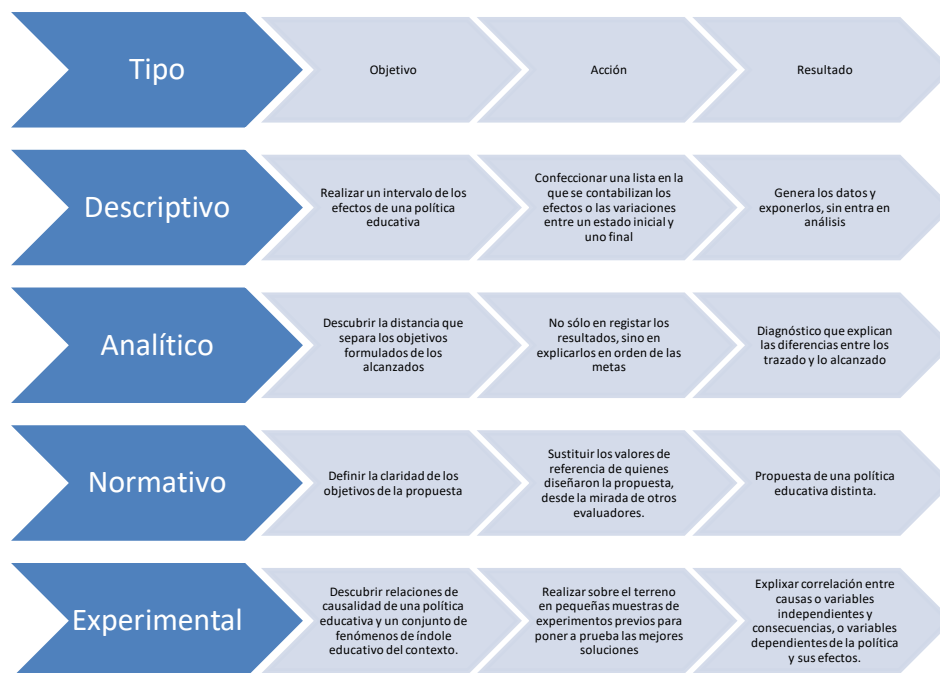 Tipo
Objetivo
Acción
Resultado
Descriptivo
Realizar un intervalo de los
efectos de una política
educativa
Confeccionar una lista en la
que se contabilizan los
efectos o las variaciones
entre un estado inicial y
uno final
Genera los datos y
exponerlos, sin entra en
análisis
Analítico
Descubrir la distancia que
separa los objetivos
formulados de los
alcanzados
No sólo en registar los
resultados, sino en
explicarlos en orden de las
metas
Diagnóstico que explican
las diferencias entre los
trazado y lo alcanzado
Normativo
Definir la claridad de los
objetivos de la propuesta
Sustituir los valores de
referencia de quienes
diseñaron la propuesta,
desde la mirada de otros
evaluadores.
Propuesta de una política
educativa distinta.
Experimental
Descubrir relaciones de
causalidad de una política
educativa y un conjunto de
fenómenos de índole
educativo del contexto.
Realizar sobre el terreno
en pequeñas muestras de
experimentos previos para
poner a prueba las mejores
soluciones
Explixar correlación entre
causas o variables
independientes y
consecuencias, o variables
dependientes de la política
y sus efectos.